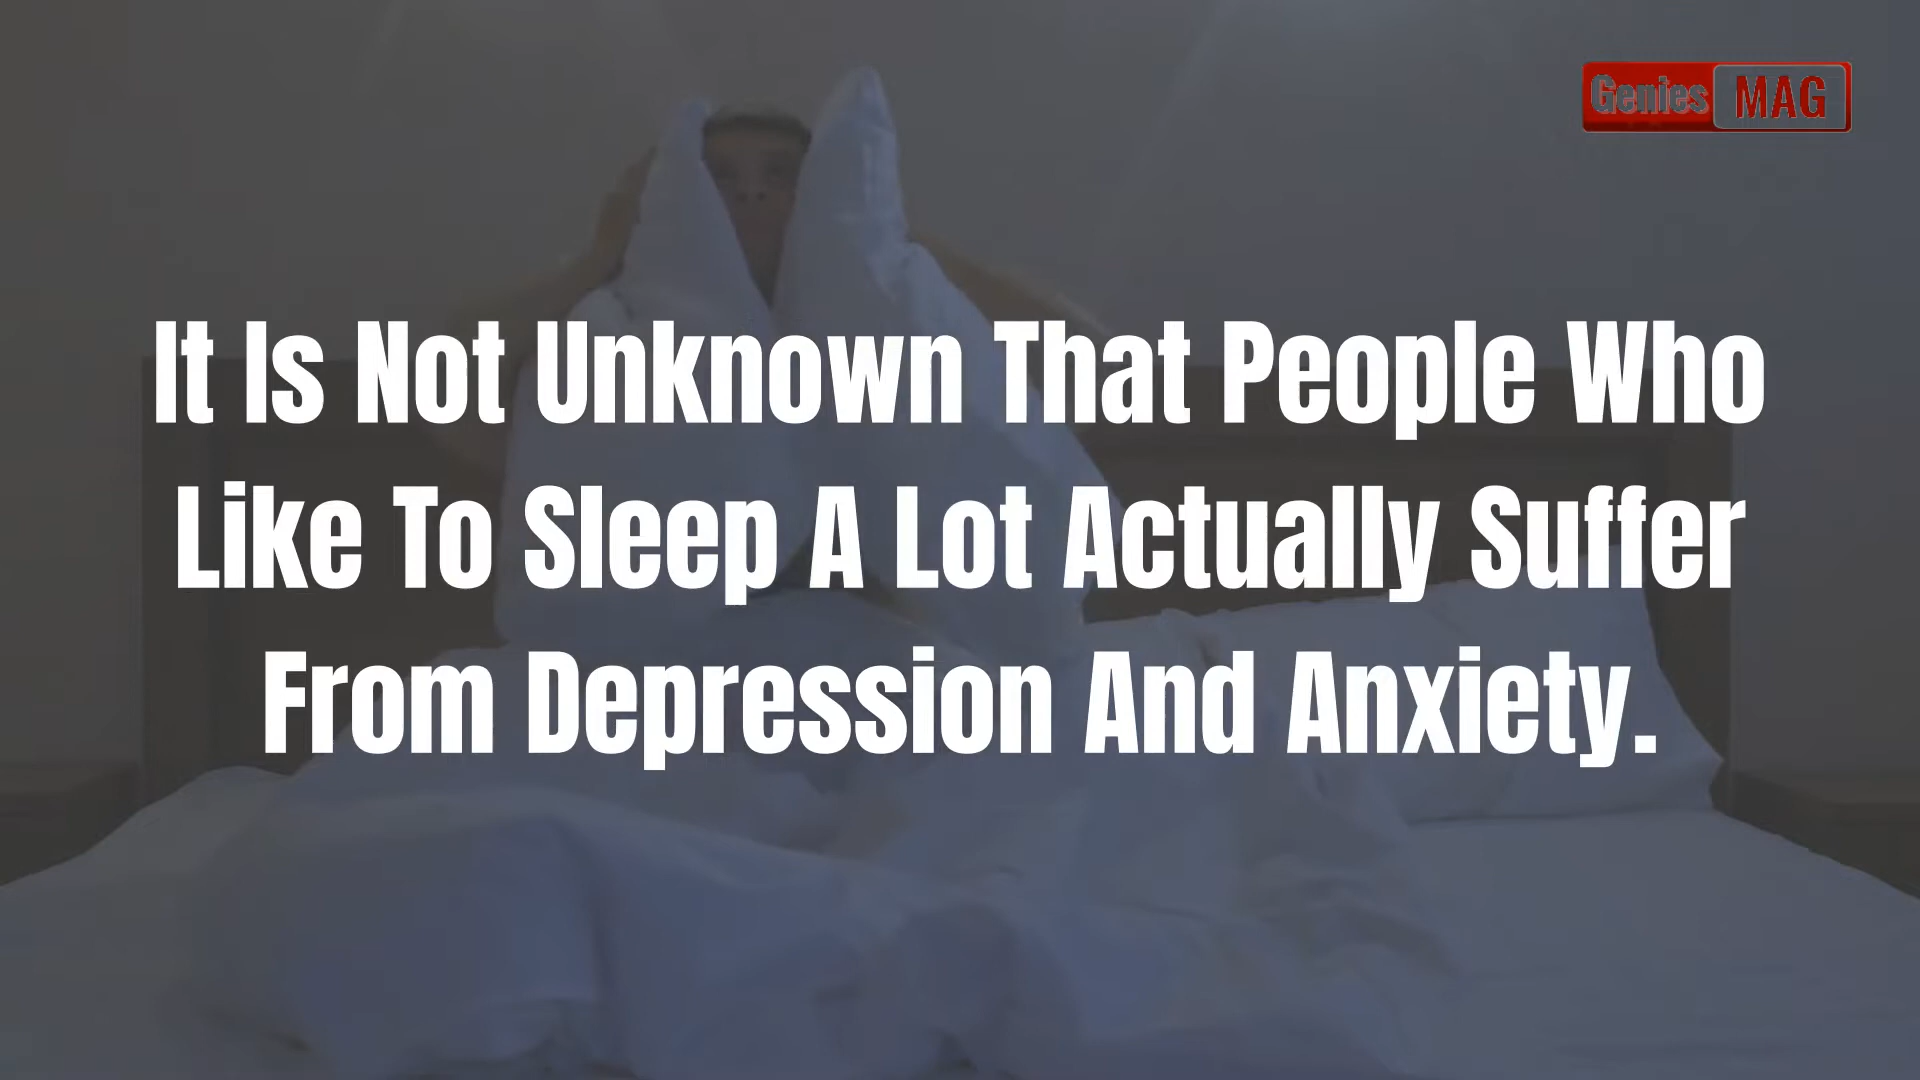 Genies MAG
It Is Not Unknown That People Who
Like To Sleep A Lot Actually Suffer
From Depression And Anxiety.